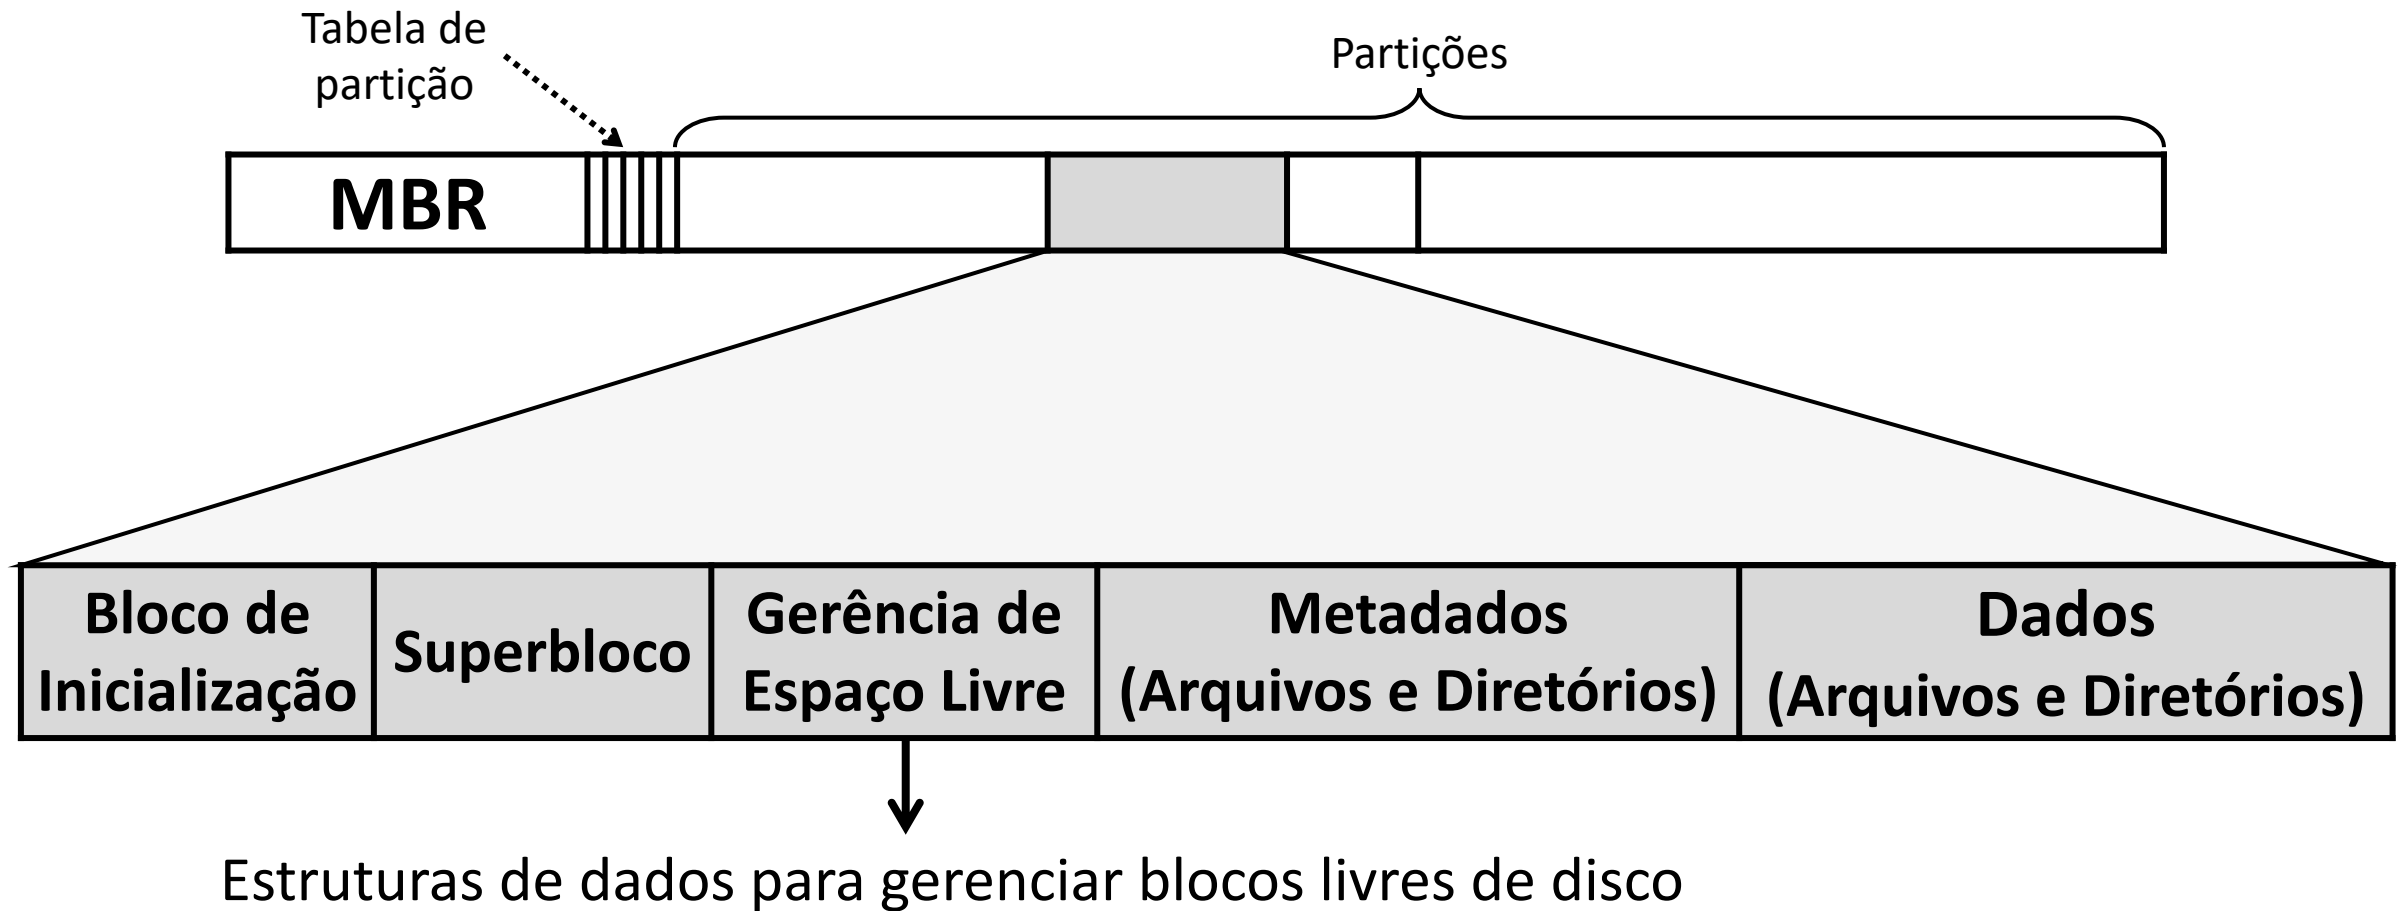 Tabela de
partição
Partições
MBR
Bloco de
Inicialização
Superbloco
Gerência de
Espaço Livre
Metadados
(Arquivos e Diretórios)
Dados
(Arquivos e Diretórios)
Estruturas de dados para gerenciar blocos livres de disco